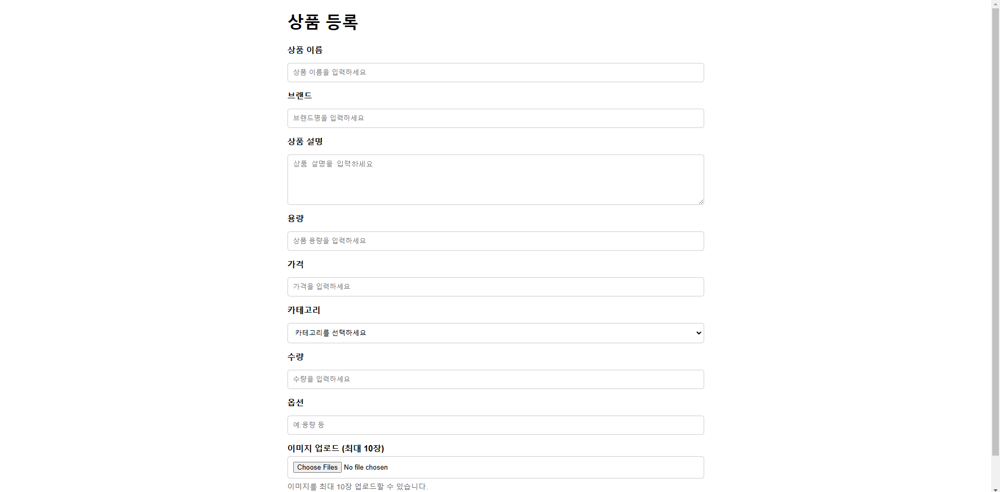 상품 등록
상품 이름
상품 이름을 입력하세요
브랜드
브랜드명을 입력하세요
상품 설명
상품 설명을 입력하세요
용량
상품 용량을 입력하세요
가격
가격을 입력하세요
카테고리
카테고리를 선택하세요
수량
수량을 입력하세요
옵션
예:용량 등
이미지 업로드 (최대 10장)
Choose Files No file chosen
이미지를 최대 10장 업로드할 수 있습니다.